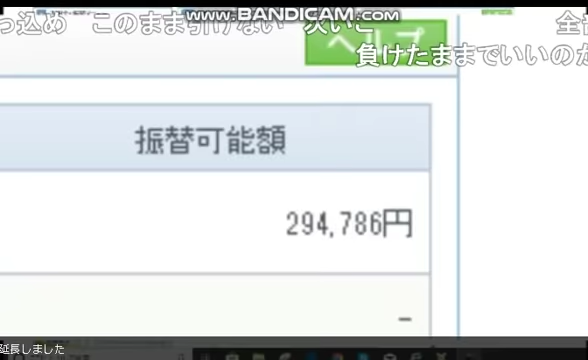 www.BANDICAM.com
っ込め　このまま引けない　次いこ
全部
ヘルプ
負けたままでいいのか
振替可能額
294,786円
–
延長しました